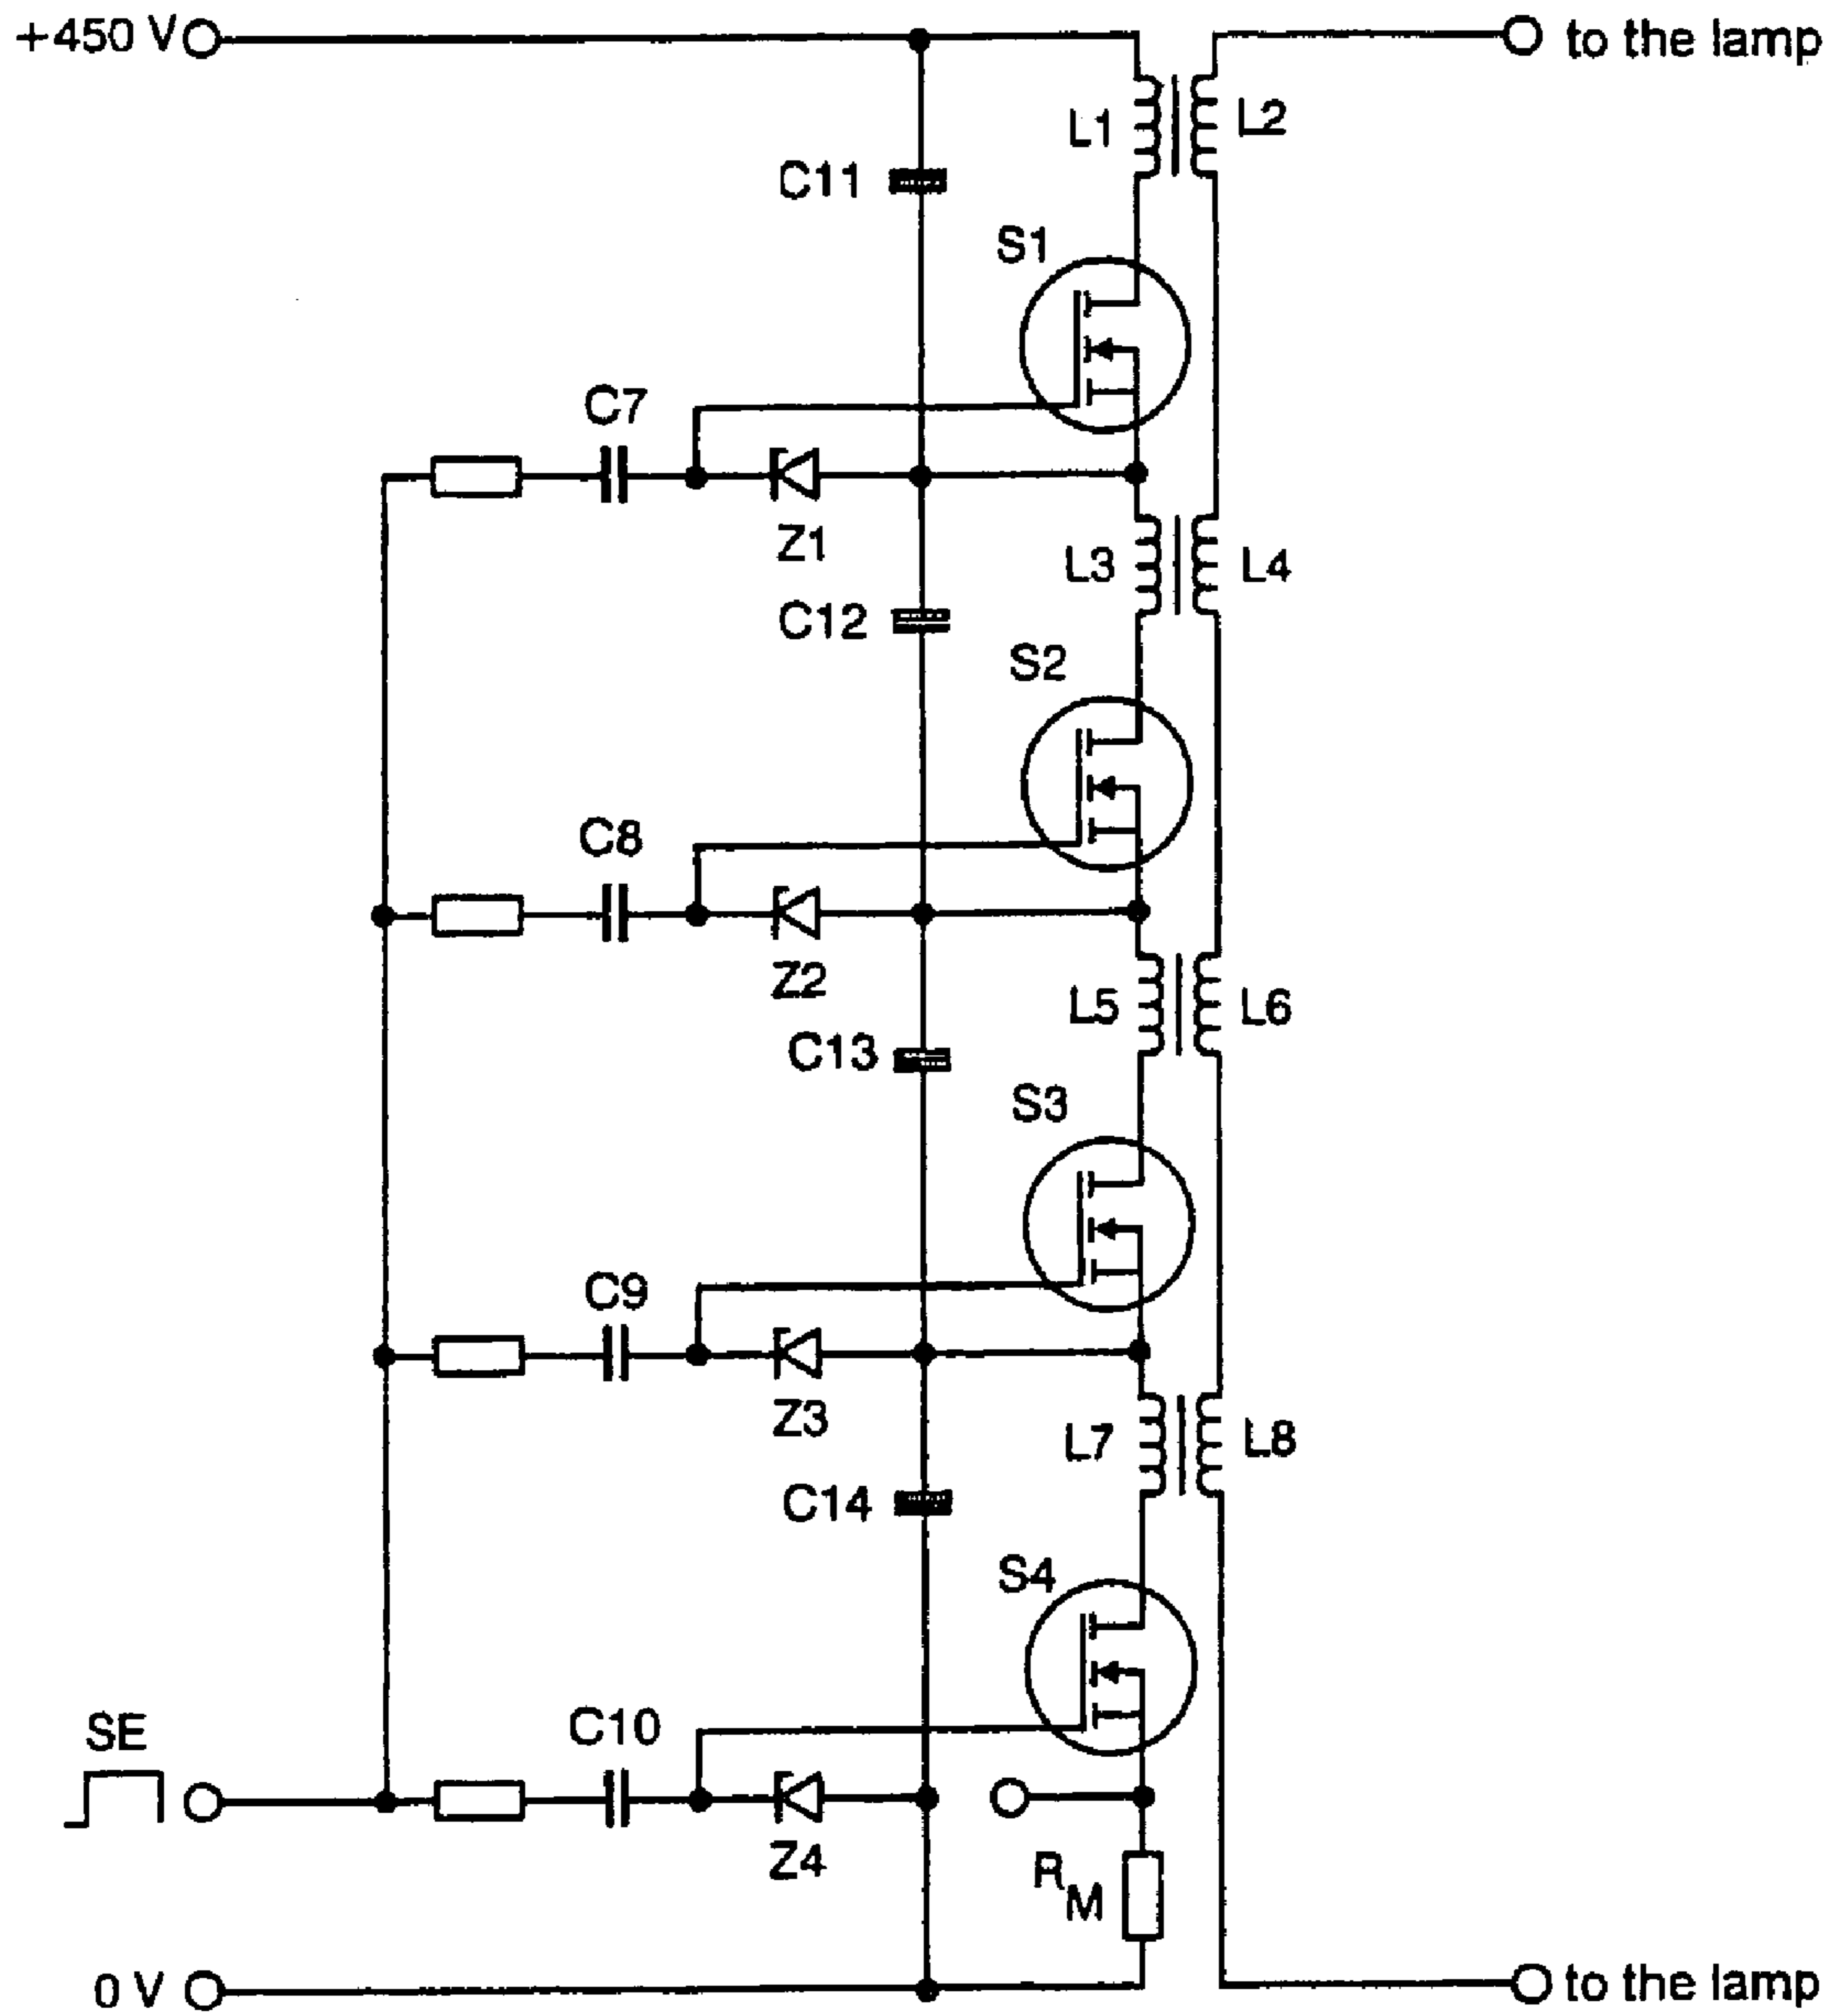 +450 V
to the lamp
L1
L2
C11
S1
C7
Z1
L3
L4
C12
S2
C8
Z2
L5
L6
C13
S3
C9
Z3
L7
L8
C14
S4
SE
C10
Z4
RM
0 V
to the lamp